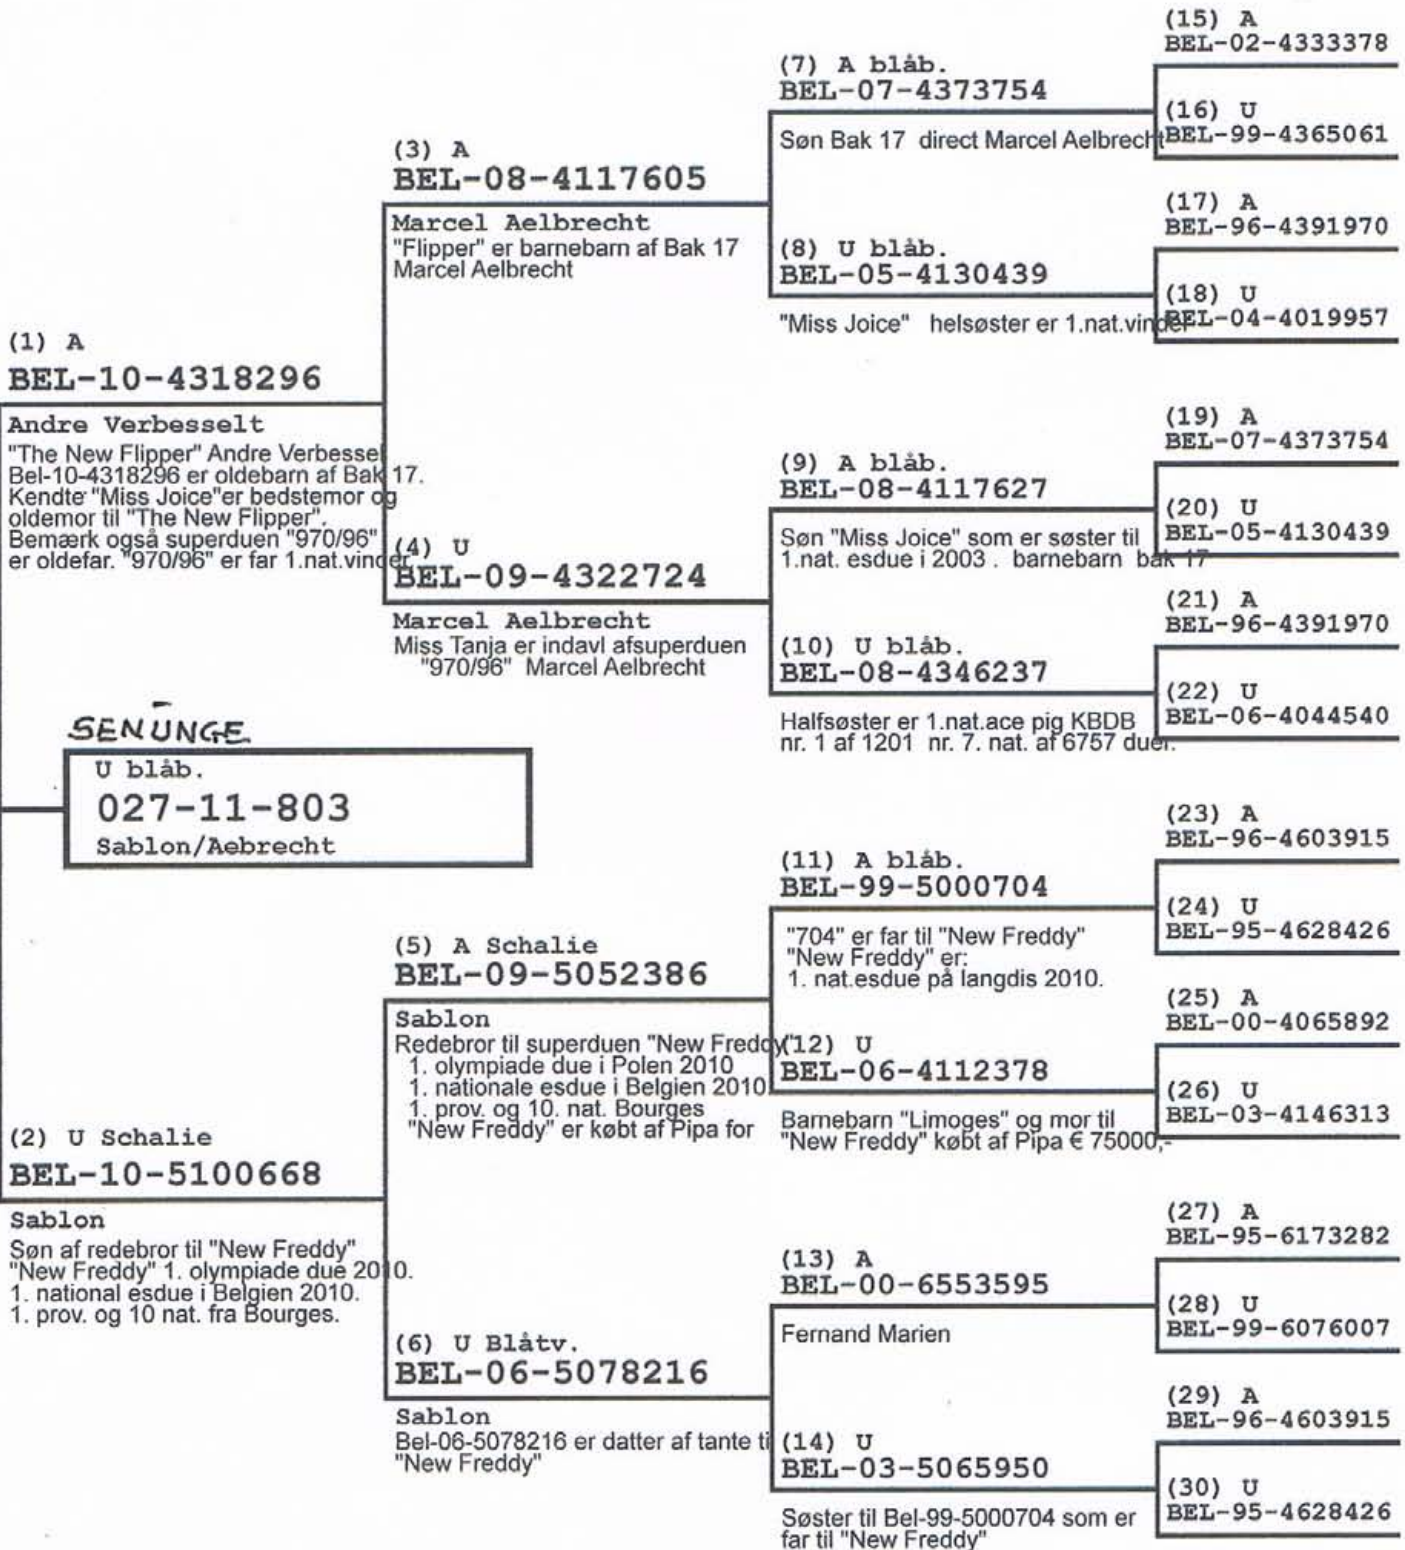 (1) A
BEL-10-4318296
Andre Verbesselt
"The New Flipper" Andre Verbessel
Bel-10-4318296 er oldebarn af Bak 17.
Kendte "Miss Joice"er bedstemor og
oldemor til "The New Flipper".
Bemærk også superduen "970/96"
er oldefar. "970/96" er far 1.nat.vinder
SENUNGE
U blåb.
027-11-803
Sablon/Aebrecht
(2) U Schalie
BEL-10-5100668
Sablon
Søn af redebror til "New Freddy"
"New Freddy" 1. olympiade due 2010.
1. national esdue i Belgien 2010.
1. prov. og 10 nat. fra Bourges.
(3) A
BEL-08-4117605
Marcel Aelbrecht
"Flipper" er barnebarn af Bak 17
Marcel Aelbrecht
(4) U
BEL-09-4322724
Marcel Aelbrecht
Miss Tanja er indavl afsuperduen
"970/96" Marcel Aelbrecht
(5) A Schalie
BEL-09-5052386
Sablon
Redebror til superduen "New Freddy"
1. olympiade due i Polen 2010
1. nationale esdue i Belgien 2010.
1. prov. og 10. nat. Bourges
"New Freddy" er købt af Pipa for
(6) U Blåtv.
BEL-06-5078216
Sablon
Bel-06-5078216 er datter af tante ti
"New Freddy"
(7) A blåb.
BEL-07-4373754
Søn Bak 17 direct Marcel Aelbrecht
(8) U blåb.
BEL-05-4130439
"Miss Joice" helsøster er 1.nat.vinder
(9) A blåb.
BEL-08-4117627
Søn "Miss Joice" som er søster til
1.nat. esdue i 2003 . barnebarn bak 17
(10) U blåb.
BEL-08-4346237
Halfsøster er 1.nat.ace pig KBDB
nr. 1 af 1201 nr. 7. nat. af 6757 duer.
(11) A blåb.
BEL-99-5000704
"704" er far til "New Freddy"
"New Freddy" er:
1. nat.esdue på langdis 2010.
(12) U
BEL-06-4112378
Barnebarn "Limoges" og mor til
"New Freddy" købt af Pipa € 75000,-
(13) A
BEL-00-6553595
Fernand Marien
(14) U
BEL-03-5065950
Søster til Bel-99-5000704 som er
far til "New Freddy"
(15) A
BEL-02-4333378
(16) U
BEL-99-4365061
(17) A
BEL-96-4391970
(18) U
BEL-04-4019957
(19) A
BEL-07-4373754
(20) U
BEL-05-4130439
(21) A
BEL-96-4391970
(22) U
BEL-06-4044540
(23) A
BEL-96-4603915
(24) U
BEL-95-4628426
(25) A
BEL-00-4065892
(26) U
BEL-03-4146313
(27) A
BEL-95-6173282
(28) U
BEL-99-6076007
(29) A
BEL-96-4603915
(30) U
BEL-95-4628426